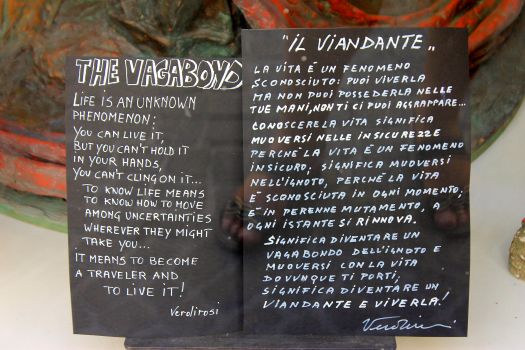 THE VAGABOND
LIFE IS AN UNKNOWN
PHENOMENON;
YOU CAN LIVE IT,
BUT YOU CAN'T HOLD IT
IN YOUR HANDS,
YOU CAN'T CLING ON IT...
TO KNOW LIFE MEANS
TO KNOW HOW TO MOVE
AMONG UNCERTAINTIES
WHEREVER THEY MIGHT
TAKE YOU...
IT MEANS TO BECOME
A TRAVELER AND
TO LIVE IT!
Verolirosi
"IL VIANDANTE"
LA VITA É UN FENOMENO
SCONOSCIUTO: PUOI VIVERLA
MA NON PUOI POSSEDERLA NELLE
TUE MANI, NON TI CI PUOI AGGRAPPARE...
CONOSCERE LA VITA SIGNIFICA
MUOVERSI NELLE INSICUREZZE
PERCHÉ LA VITA É UN FENOMENO
INSICURO, SIGNIFICA MUOVERSI
NELL'IGNOTO, PERCHÉ LA VITA
É SCONOSCIUTA IN OGNI MOMENTO,
É IN PERENNE MUTAMENTO, A
OGNI ISTANTE SI RINNOVA.
SIGNIFICA DIVENTARE UN
VAGABONDO DELL'IGNOTO E
MUOVERSI CON LA VITA
DOVUNQUE TI PORTI,
SIGNIFICA DIVENTARE UN
VIANDANTE E VIVERLA!